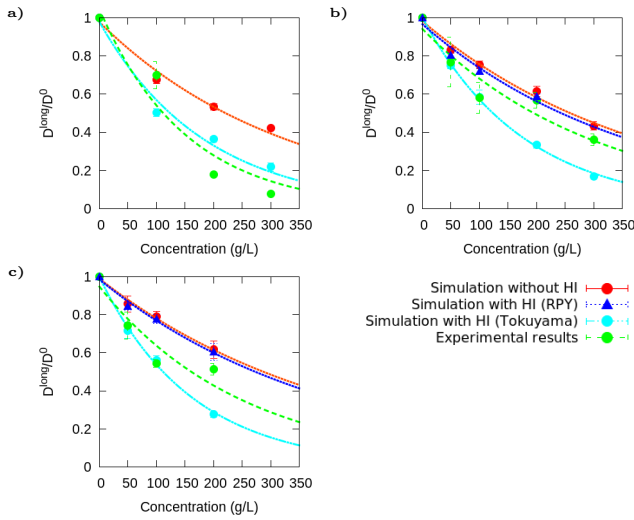 a)
D^long/D^0
1
0.8
0.6
0.4
0.2
0
0 50 100 150 200 250 300 350
Concentration (g/L)
b)
D^long/D^0
1
0.8
0.6
0.4
0.2
0
0 50 100 150 200 250 300 350
Concentration (g/L)
c)
D^long/D^0
1
0.8
0.6
0.4
0.2
0
0 50 100 150 200 250 300 350
Concentration (g/L)
Simulation without HI
Simulation with HI (RPY)
Simulation with HI (Tokuyama)
Experimental results